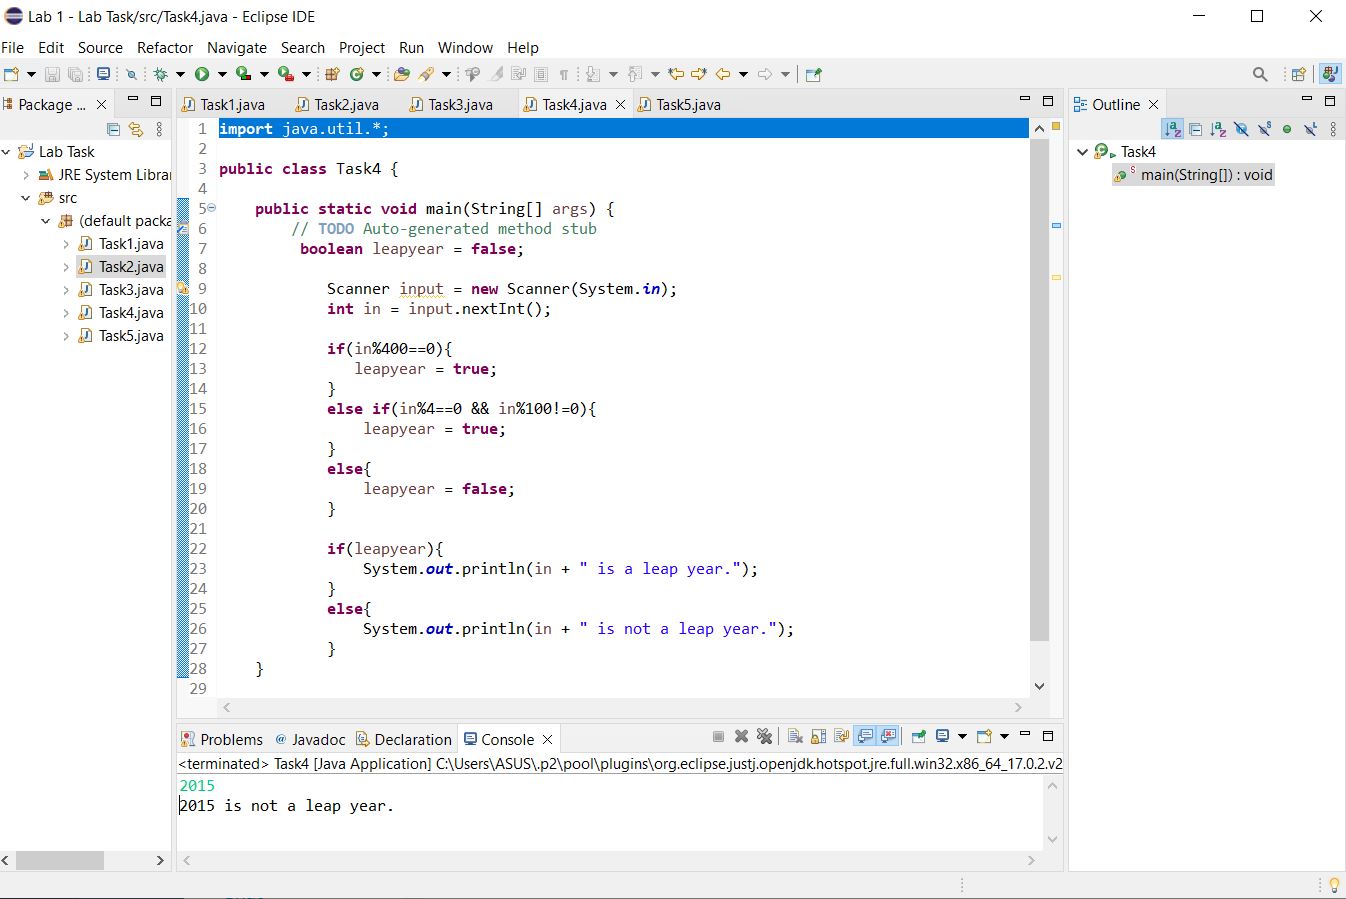 Lab 1 - Lab Task/src/Task4.java - Eclipse IDE
File Edit Source Refactor Navigate Search Project Run Window Help
Package ...
Lab Task
JRE System Librar
src
(default packa
Task1.java
Task2.java
Task3.java
Task4.java
Task5.java
Task1.java Task2.java Task3.java Task4.java Task5.java
1 import java.util.*;
2
3 public class Task4 {
4
5 public static void main(String[] args) {
6 // TODO Auto-generated method stub
7 boolean leapyear = false;
8
9 Scanner input = new Scanner(System.in);
10 int in = input.nextInt();
11
12 if(in%400==0){
13 leapyear = true;
14 }
15 else if(in%4==0 && in%100!=0){
16 leapyear = true;
17 }
18 else{
19 leapyear = false;
20 }
21
22 if(leapyear){
23 System.out.println(in + " is a leap year.");
24 }
25 else{
26 System.out.println(in + " is not a leap year.");
27 }
28 }
29
Outline
Task4
main(String[]) : void
Problems @ Javadoc Declaration Console
<terminated> Task4 [Java Application] C:\Users\ASUS\.p2\pool\plugins\org.eclipse.justj.openjdk.hotspot.jre.full.win32.x86_64_17.0.2.v2
2015
2015 is not a leap year.